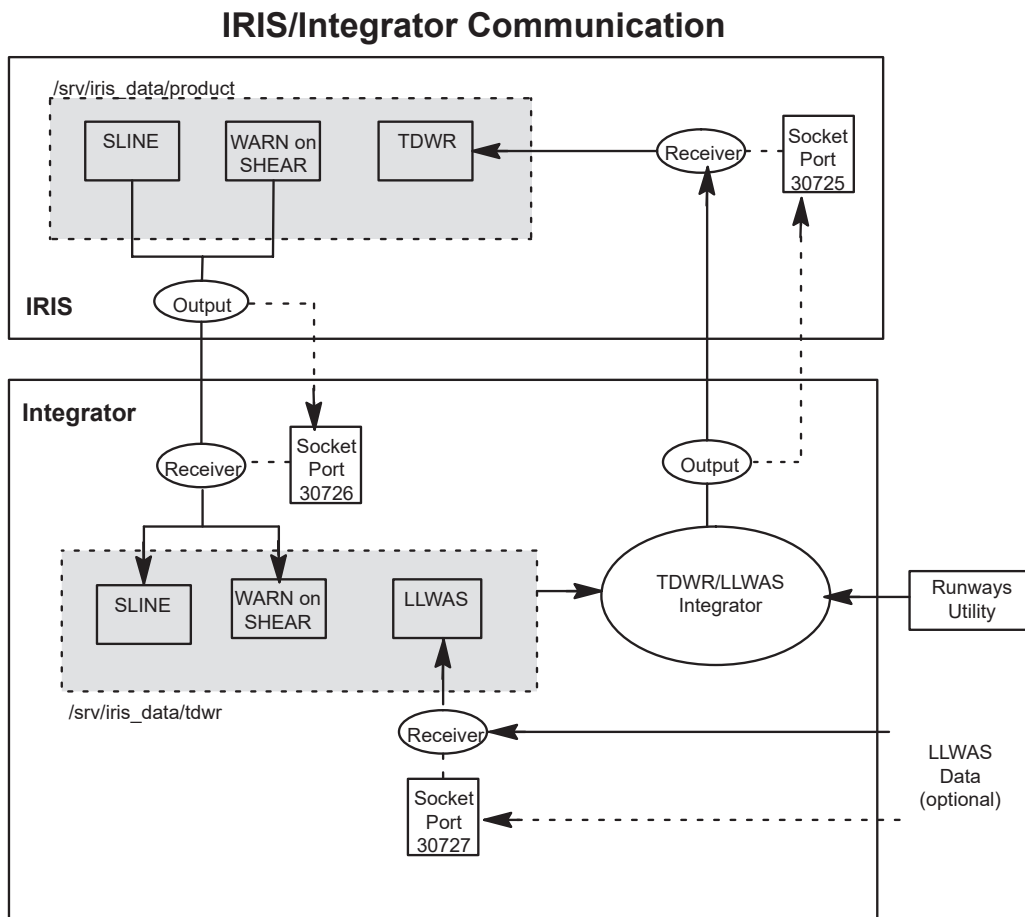 IRIS/Integrator Communication
/srv/iris_data/product
SLINE
WARN on
SHEAR
TDWR
Receiver
Socket
Port
30725
Output
IRIS
Integrator
Receiver
Socket
Port
30726
Output
SLINE
WARN on
SHEAR
LLWAS
TDWR/LLWAS
Integrator
Runways
Utility
/srv/iris_data/tdwr
Receiver
LLWAS
Data
(optional)
Socket
Port
30727